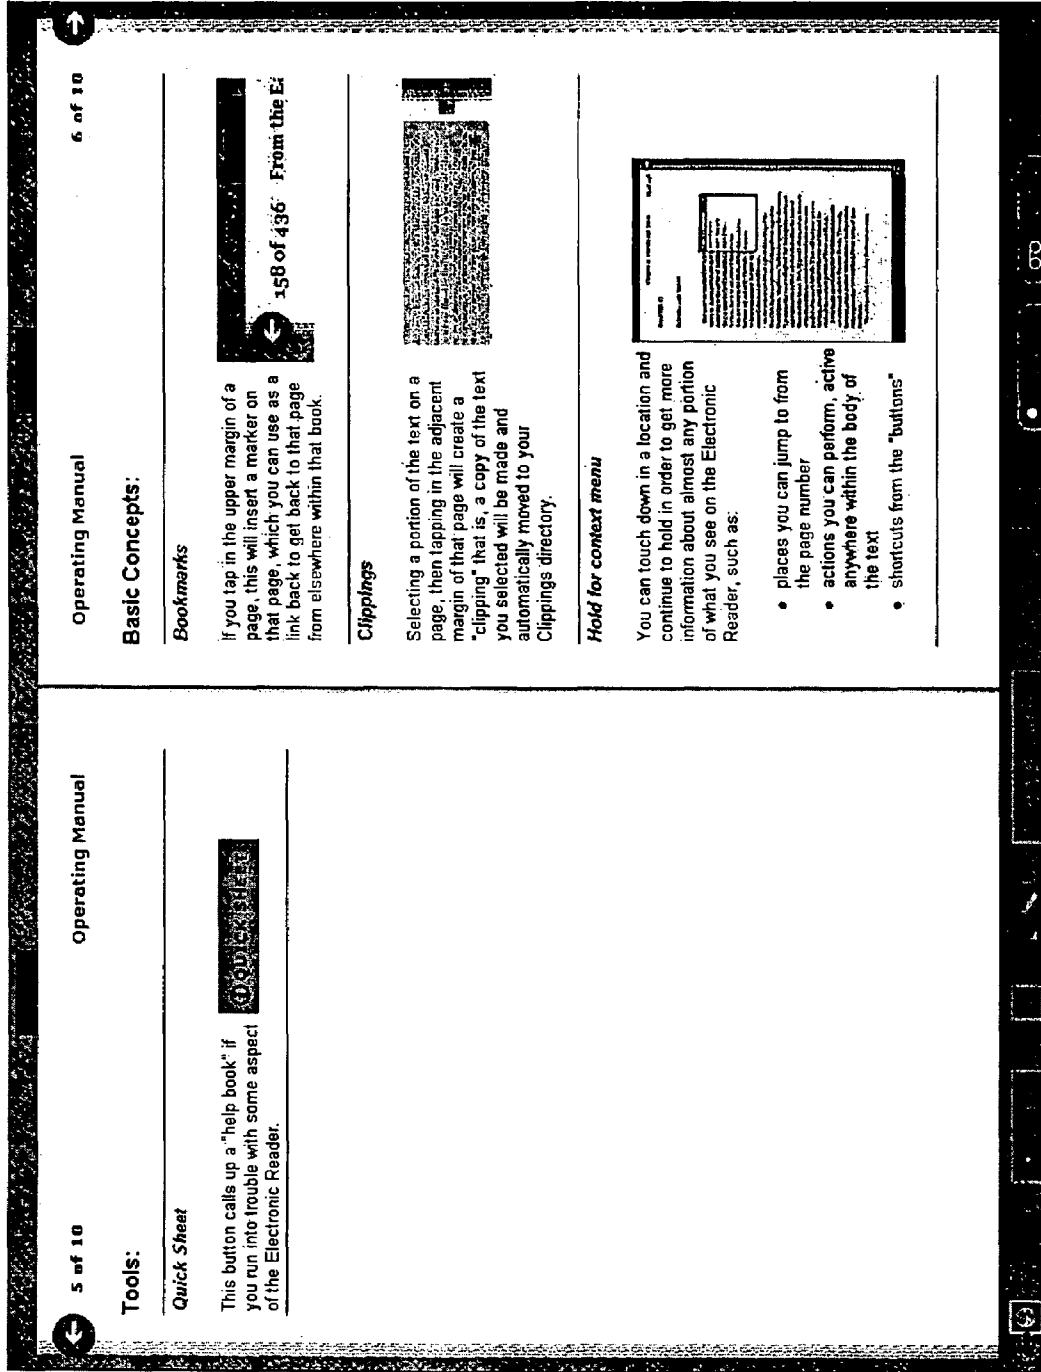 5 of 10
Operating Manual
Tools:
Quick Sheet
This button calls up a "help book" if
you run into trouble with some aspect
of the Electronic Reader.
QUICK SHEET
Operating Manual
6 of 10
Basic Concepts:
Bookmarks
If you tap in the upper margin of a
page, this will insert a marker on
that page, which you can use as a
link back to get back to that page
from elsewhere within that book.
158 of 436 From the E
Clippings
Selecting a portion of the text on a
page, then tapping in the adjacent
margin of that page will create a
"clipping" that is, a copy of the text
you selected will be made and
automatically moved to your
Clippings directory.
Hold for context menu
You can touch down in a location and
continue to hold in order to get more
information about almost any portion
of what you see on the Electronic
Reader, such as:
• places you can jump to from
the page number
• actions you can perform, active
anywhere within the body of
the text
• shortcuts from the "buttons"